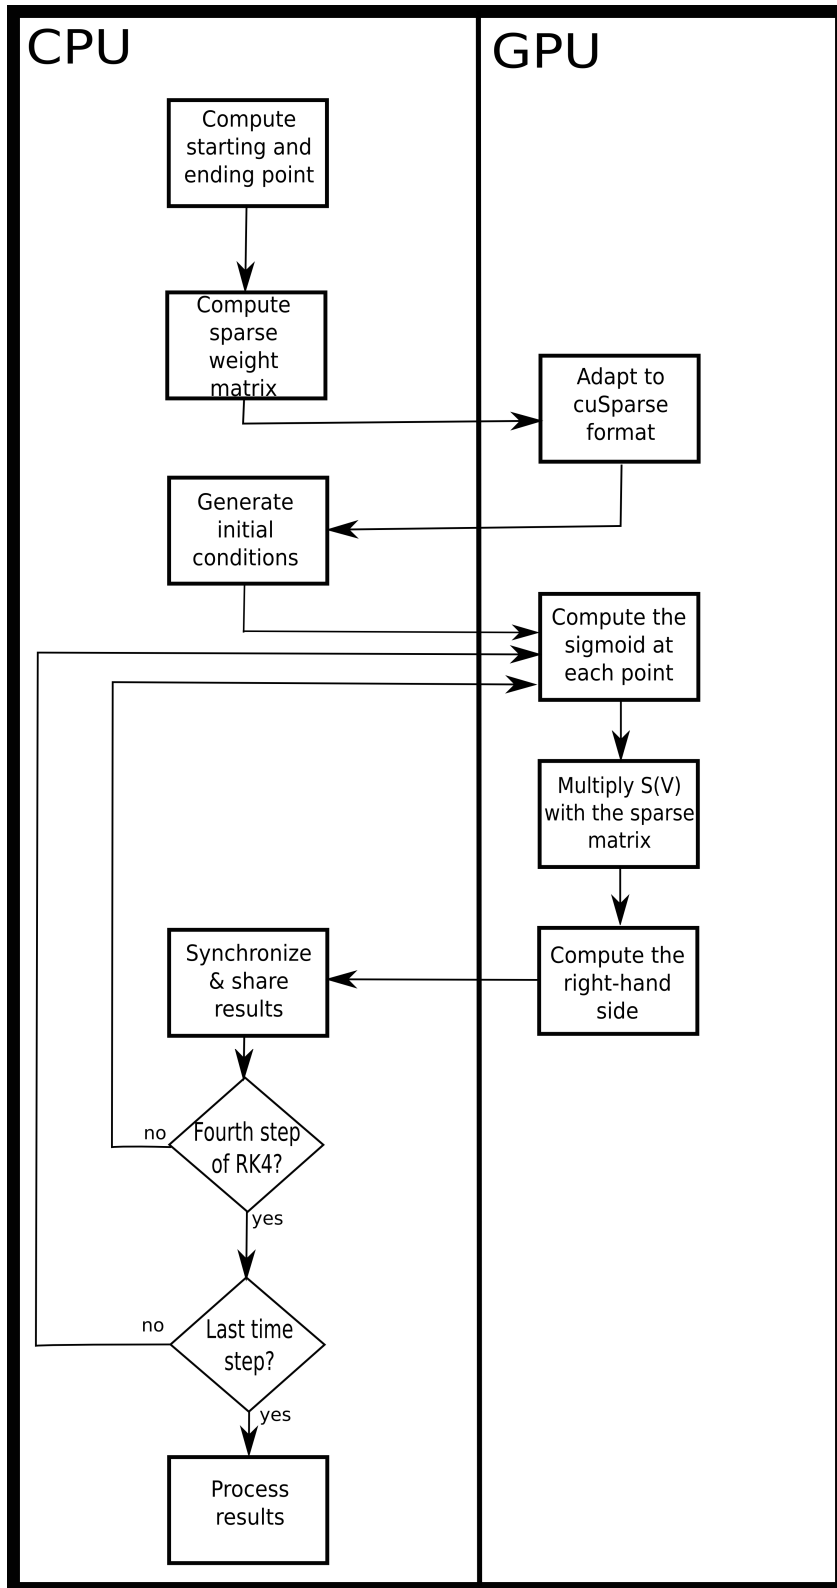 CPU
GPU
Compute
starting and
ending point
Compute
sparse
weight
matrix
Adapt to
cuSparse
format
Generate
initial
conditions
Compute the
sigmoid at
each point
Multiply S(V)
with the sparse
matrix
Compute the
right-hand
side
Synchronize
& share
results
no
Fourth step
of RK4?
yes
no
Last time
step?
yes
Process
results